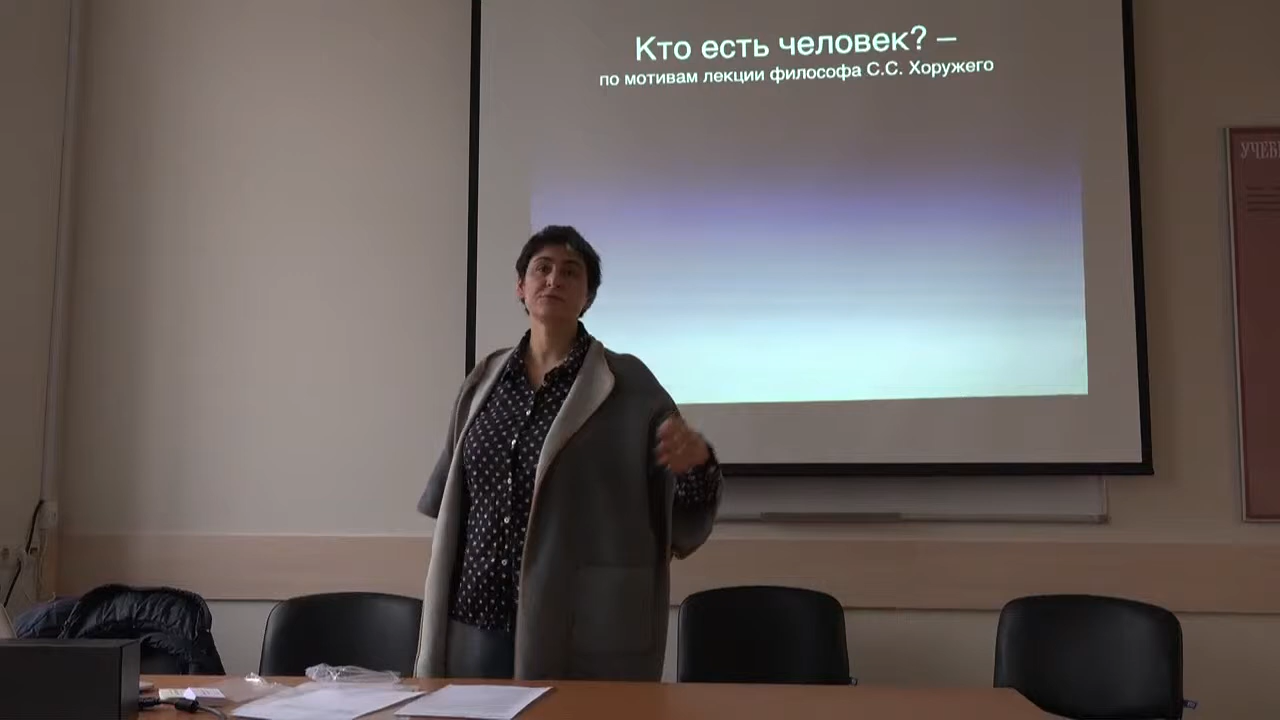 Кто есть человек? –
по мотивам лекции философа С.С. Хоружего